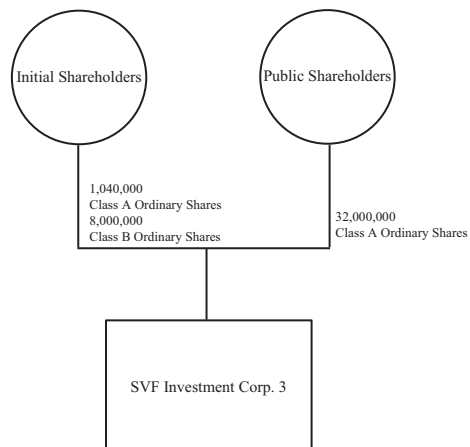 Initial Shareholders
Public Shareholders
1,040,000
Class A Ordinary Shares
8,000,000
Class B Ordinary Shares
32,000,000
Class A Ordinary Shares
SVF Investment Corp. 3